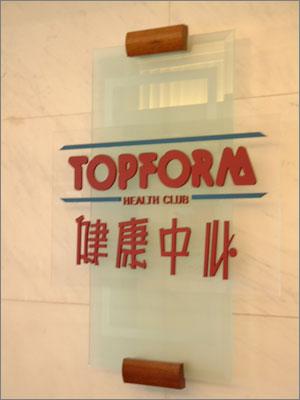 TOPFORM
HEALTH CLUB
健康中心